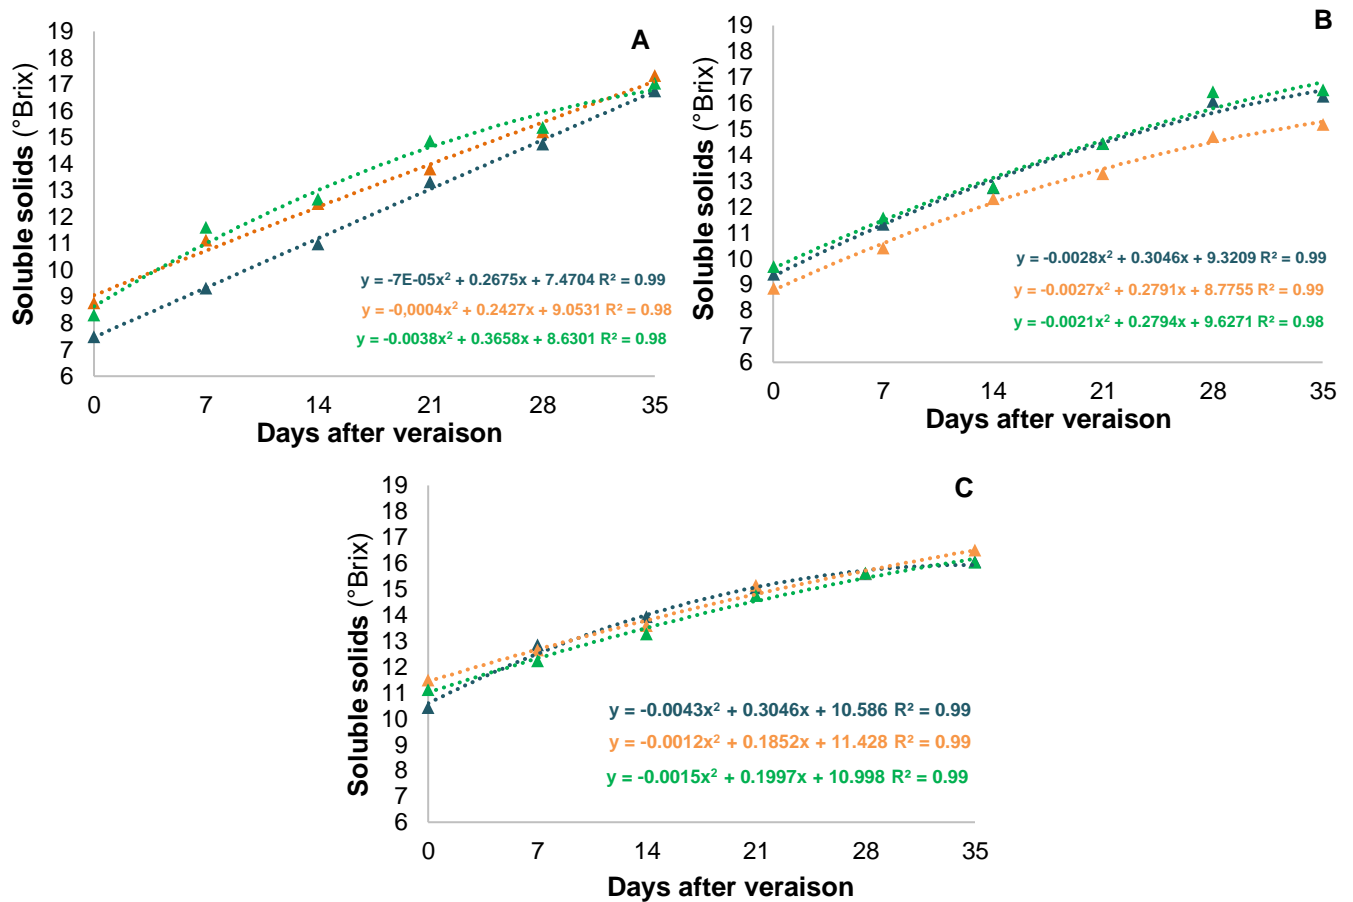 A
Soluble solids (°Brix)
19
18
17
16
15
14
13
12
11
10
9
8
7
6
y = -7E-05x² + 0.2675x + 7.4704 R² = 0.99
y = -0,0004x² + 0.2427x + 9.0531 R² = 0.98
y = -0.0038x² + 0.3658x + 8.6301 R² = 0.98
0 7 14 21 28 35
Days after veraison
B
Soluble solids (°Brix)
19
18
17
16
15
14
13
12
11
10
9
8
7
6
y = -0.0028x² + 0.3046x + 9.3209 R² = 0.99
y = -0.0027x² + 0.2791x + 8.7755 R² = 0.99
y = -0.0021x² + 0.2794x + 9.6271 R² = 0.98
0 7 14 21 28 35
Days after veraison
C
Soluble solids (°Brix)
19
18
17
16
15
14
13
12
11
10
9
8
7
6
y = -0.0043x² + 0.3046x + 10.586 R² = 0.99
y = -0.0012x² + 0.1852x + 11.428 R² = 0.99
y = -0.0015x² + 0.1997x + 10.998 R² = 0.99
0 7 14 21 28 35
Days after veraison